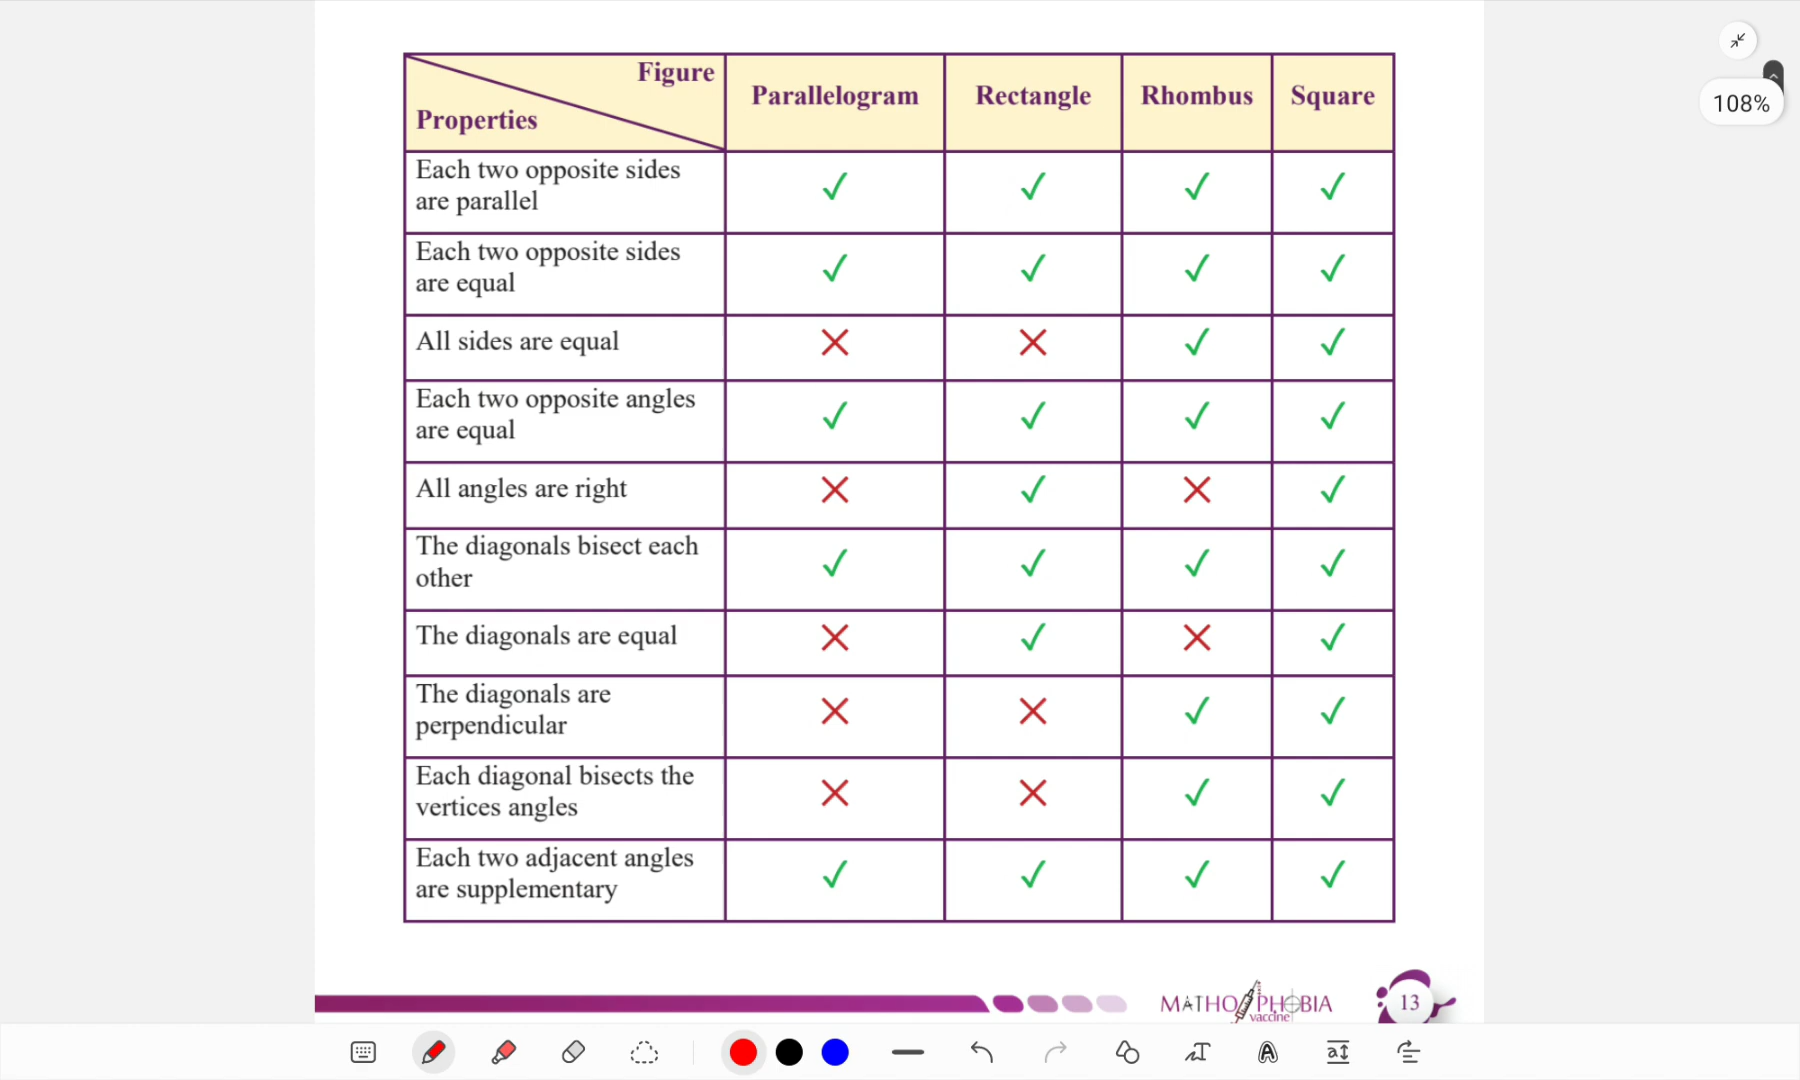 108%
Figure
Properties
Parallelogram Rectangle Rhombus Square
Each two opposite sides
are parallel
✓ ✓ ✓ ✓
Each two opposite sides
are equal
✓ ✓ ✓ ✓
All sides are equal
✗ ✗ ✓ ✓
Each two opposite angles
are equal
✓ ✓ ✓ ✓
All angles are right
✗ ✓ ✗ ✓
The diagonals bisect each
other
✓ ✓ ✓ ✓
The diagonals are equal
✗ ✓ ✗ ✓
The diagonals are
perpendicular
✗ ✗ ✓ ✓
Each diagonal bisects the
vertices angles
✗ ✗ ✓ ✓
Each two adjacent angles
are supplementary
✓ ✓ ✓ ✓
MATHOPHOBIA
vaccine
13